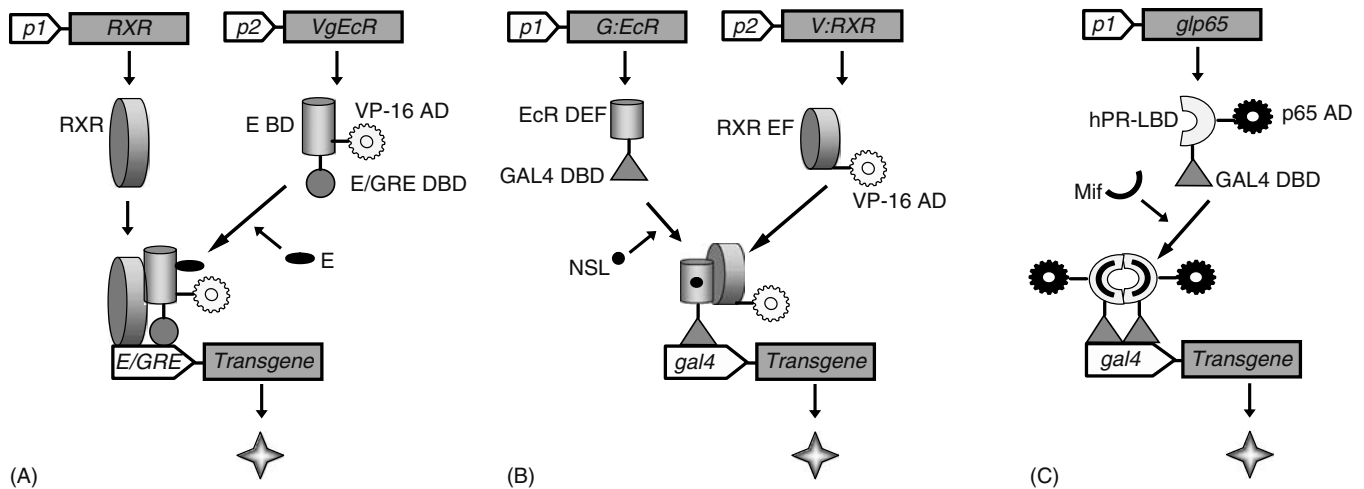 p1 RXR
p2 VgEcR
RXR
E BD
VP-16 AD
E/GRE DBD
E
E/GRE Transgene
(A)
p1 G:EcR
p2 V:RXR
EcR DEF
GAL4 DBD
RXR EF
VP-16 AD
NSL
gal4 Transgene
(B)
p1 glp65
hPR-LBD
p65 AD
GAL4 DBD
Mif
gal4 Transgene
(C)